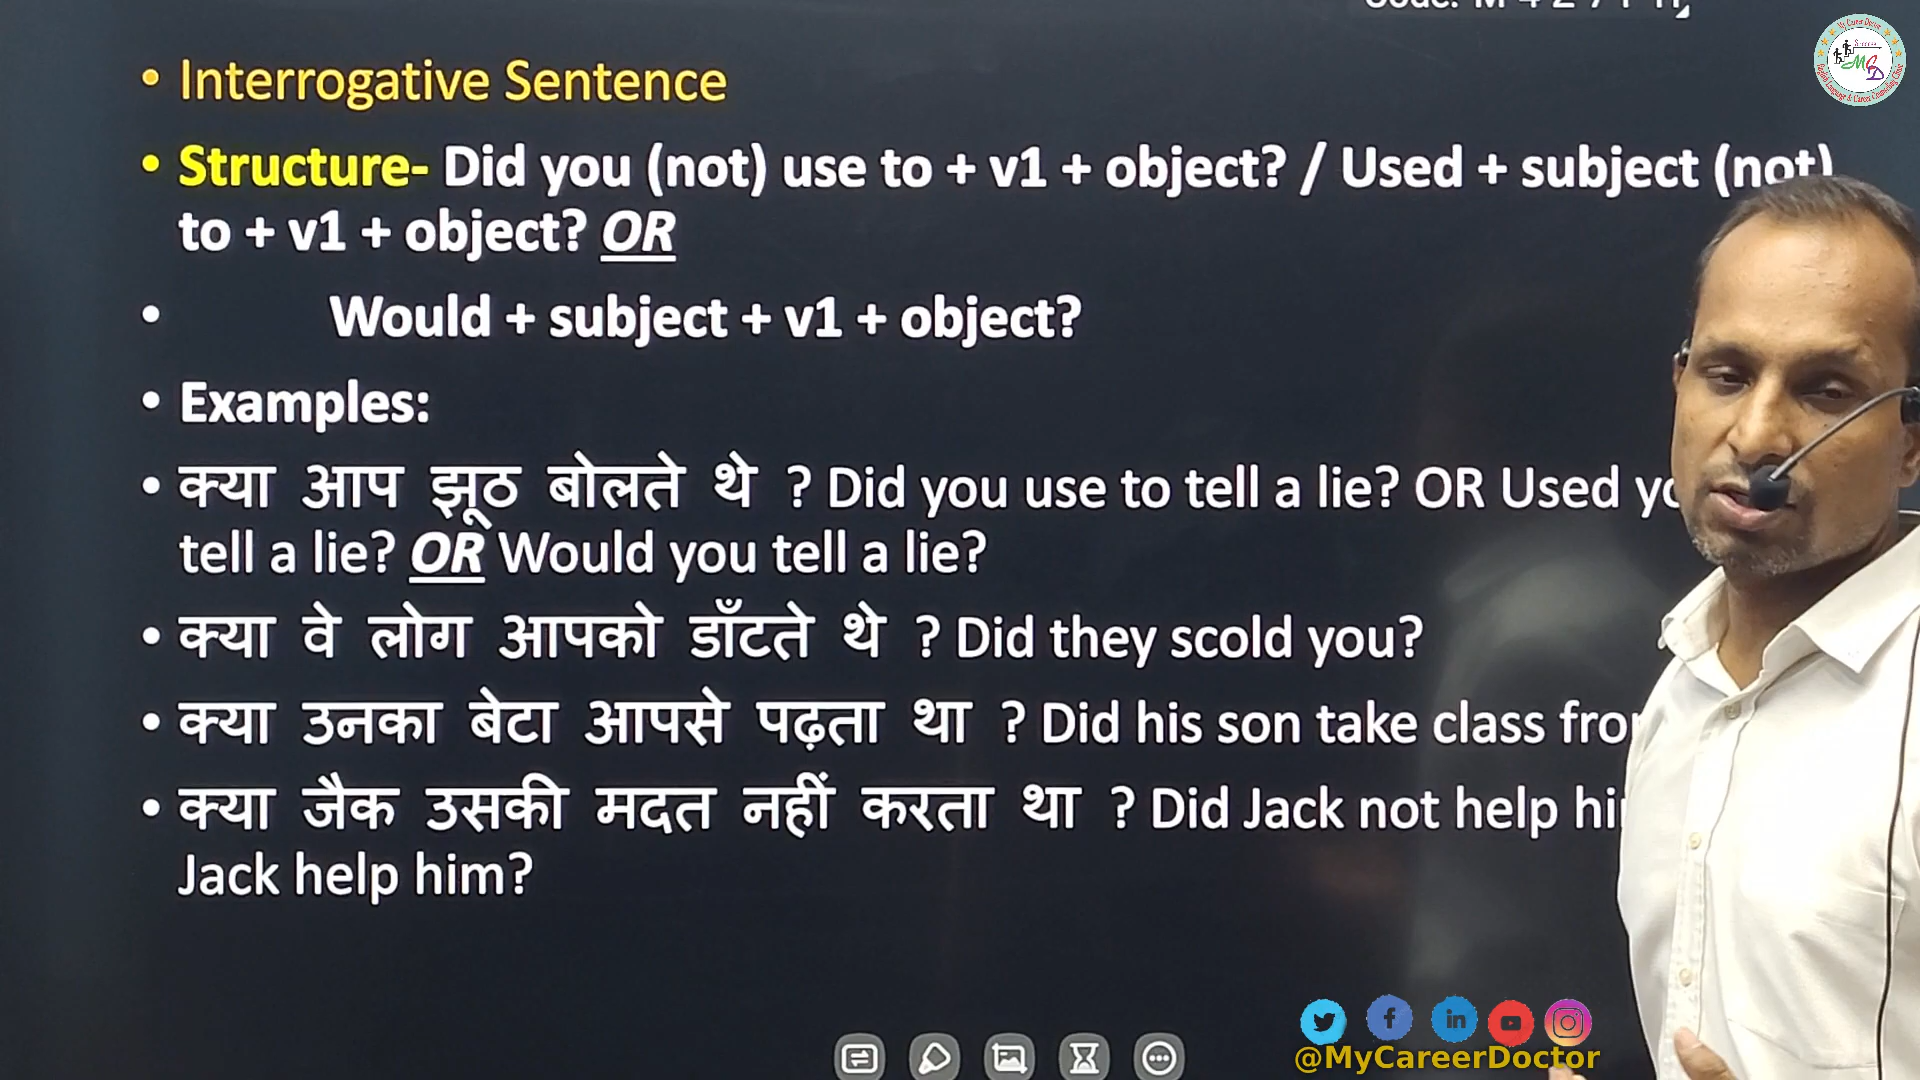 • Interrogative Sentence
• Structure- Did you (not) use to + v1 + object? / Used + subject (not)
to + v1 + object? OR
• Would + subject + v1 + object?
• Examples:
• क्या आप झूठ बोलते थे ? Did you use to tell a lie? OR Used
tell a lie? OR Would you tell a lie?
• क्या वे लोग आपको डाँटते थे ? Did they scold you?
• क्या उनका बेटा आपसे पढ़ता था ? Did his son take class
• क्या जैक उसकी मदत नहीं करता था ? Did Jack not help
Jack help him?
@MyCareerDoctor